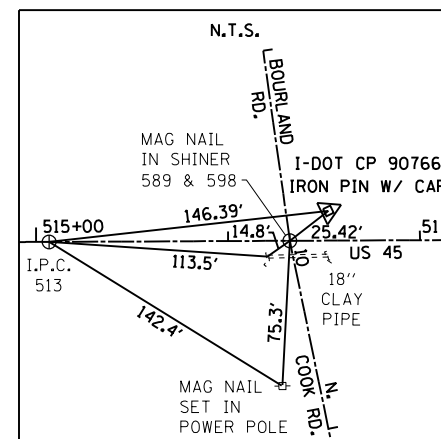 N.T.S.
BOURLAND
RD.
MAG NAIL
IN SHINER
589 & 598
I-DOT CP 90766
IRON PIN W/ CAP
146.39'
515+00
14.8'
25.42'
US 45
I.P.C.
513
113.5'
10
18''
CLAY
PIPE
142.4'
75.3'
MAG NAIL
SET IN
POWER POLE
N.
COOK RD.